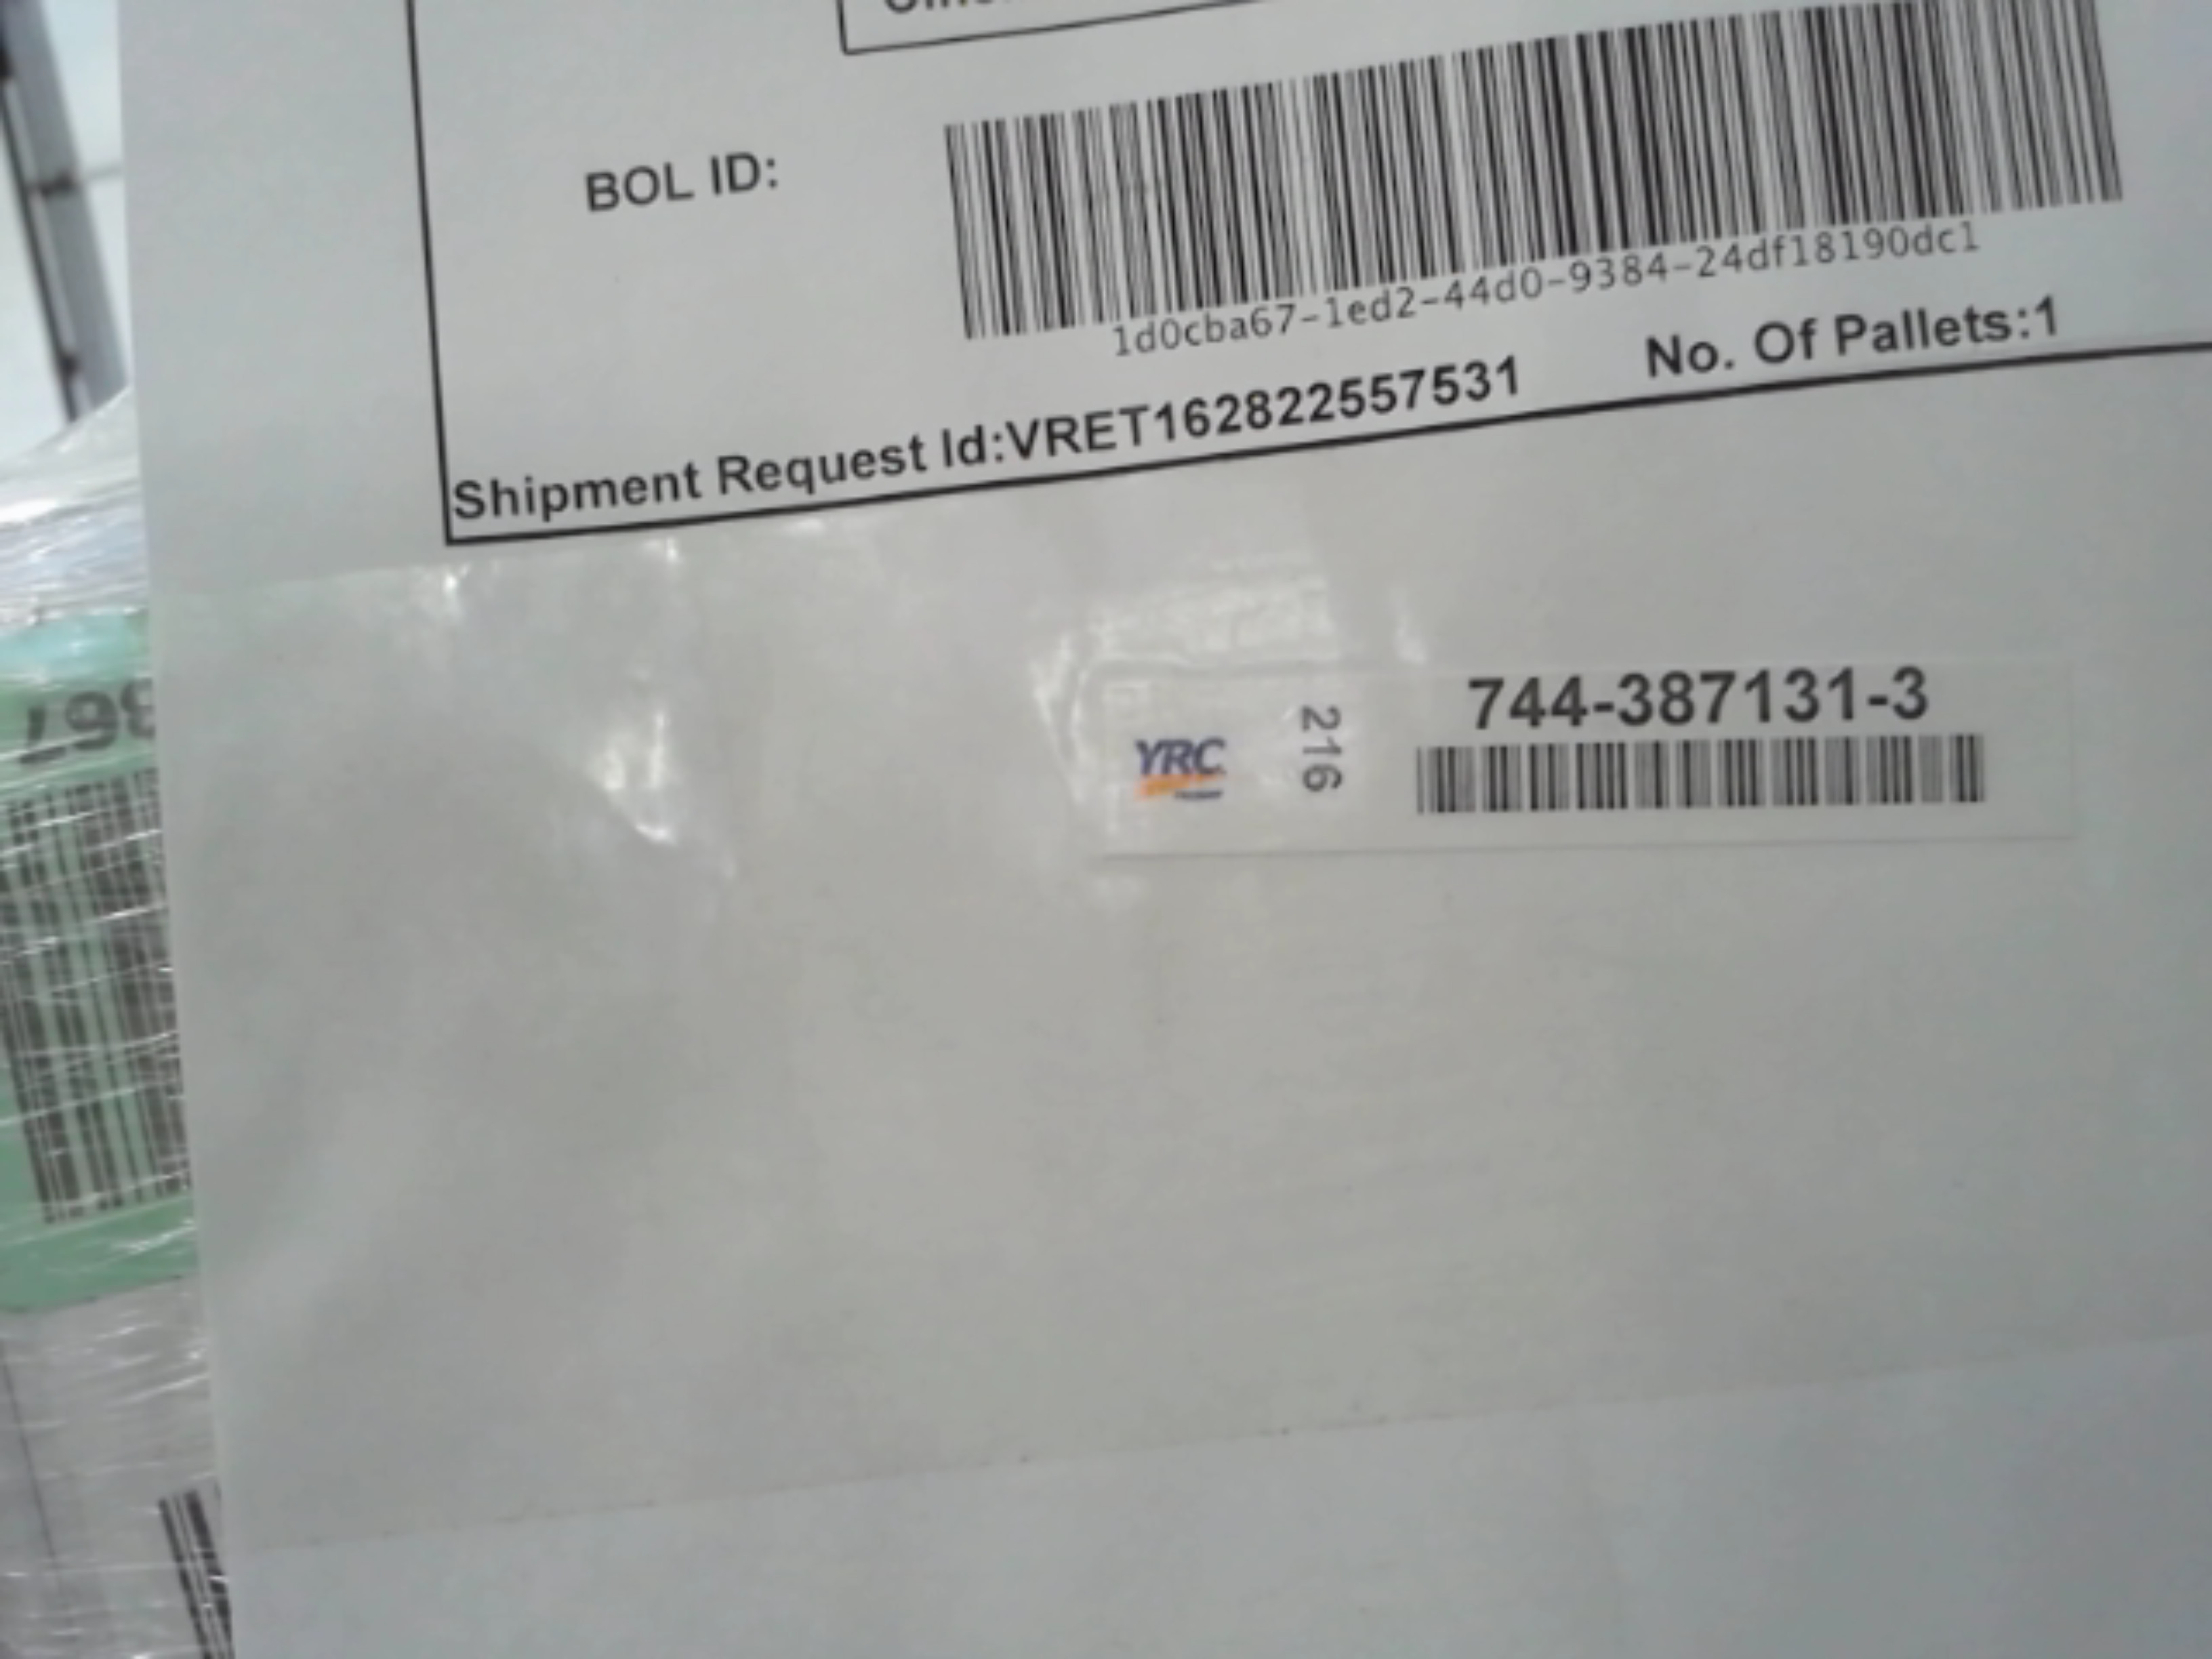 BOL ID:
1d0cba67-1ed2-44d0-9384-24df18190dc1
Shipment Request Id:VRET162822557531 No. Of Pallets:1
744-387131-3
216
YRC